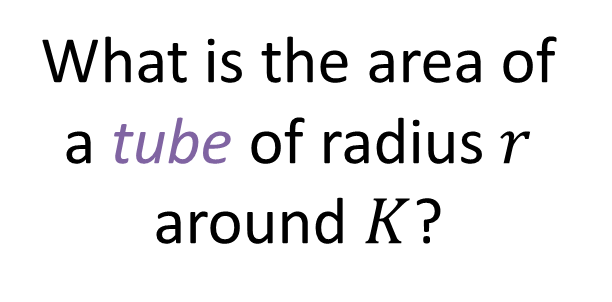 What is the area of
a tube of radius r
around K?